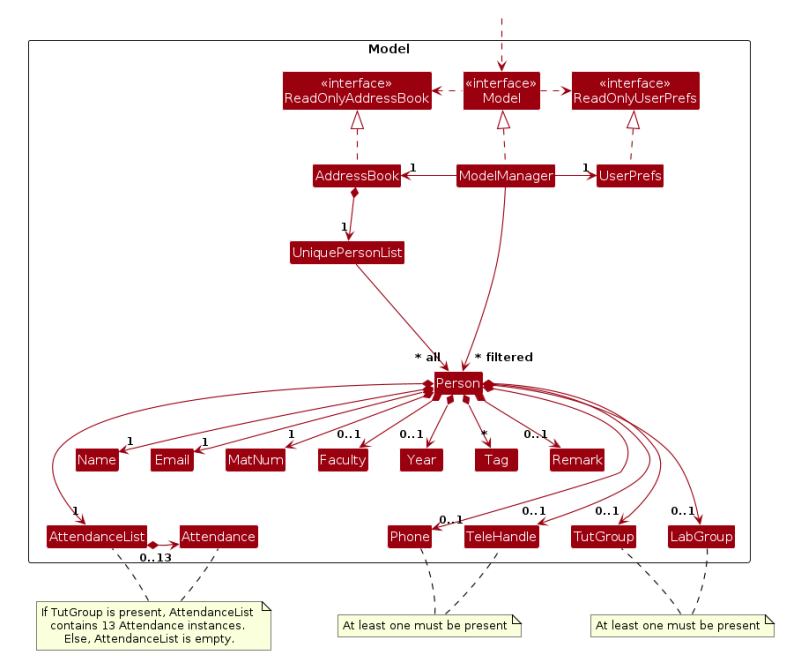 Model
«interface»
ReadOnlyAddressBook
«interface»
Model
«interface»
ReadOnlyUserPrefs
AddressBook
1
ModelManager
1
UserPrefs
1
UniquePersonList
* all
* filtered
Person
1
1
1
0..1
0..1
*
0..1
Name
Email
MatNum
Faculty
Year
Tag
Remark
1
0..1
0..1
0..1
0..1
AttendanceList
Attendance
Phone
TeleHandle
TutGroup
LabGroup
0..13
If TutGroup is present, AttendanceList
contains 13 Attendance instances.
Else, AttendanceList is empty.
At least one must be present
At least one must be present